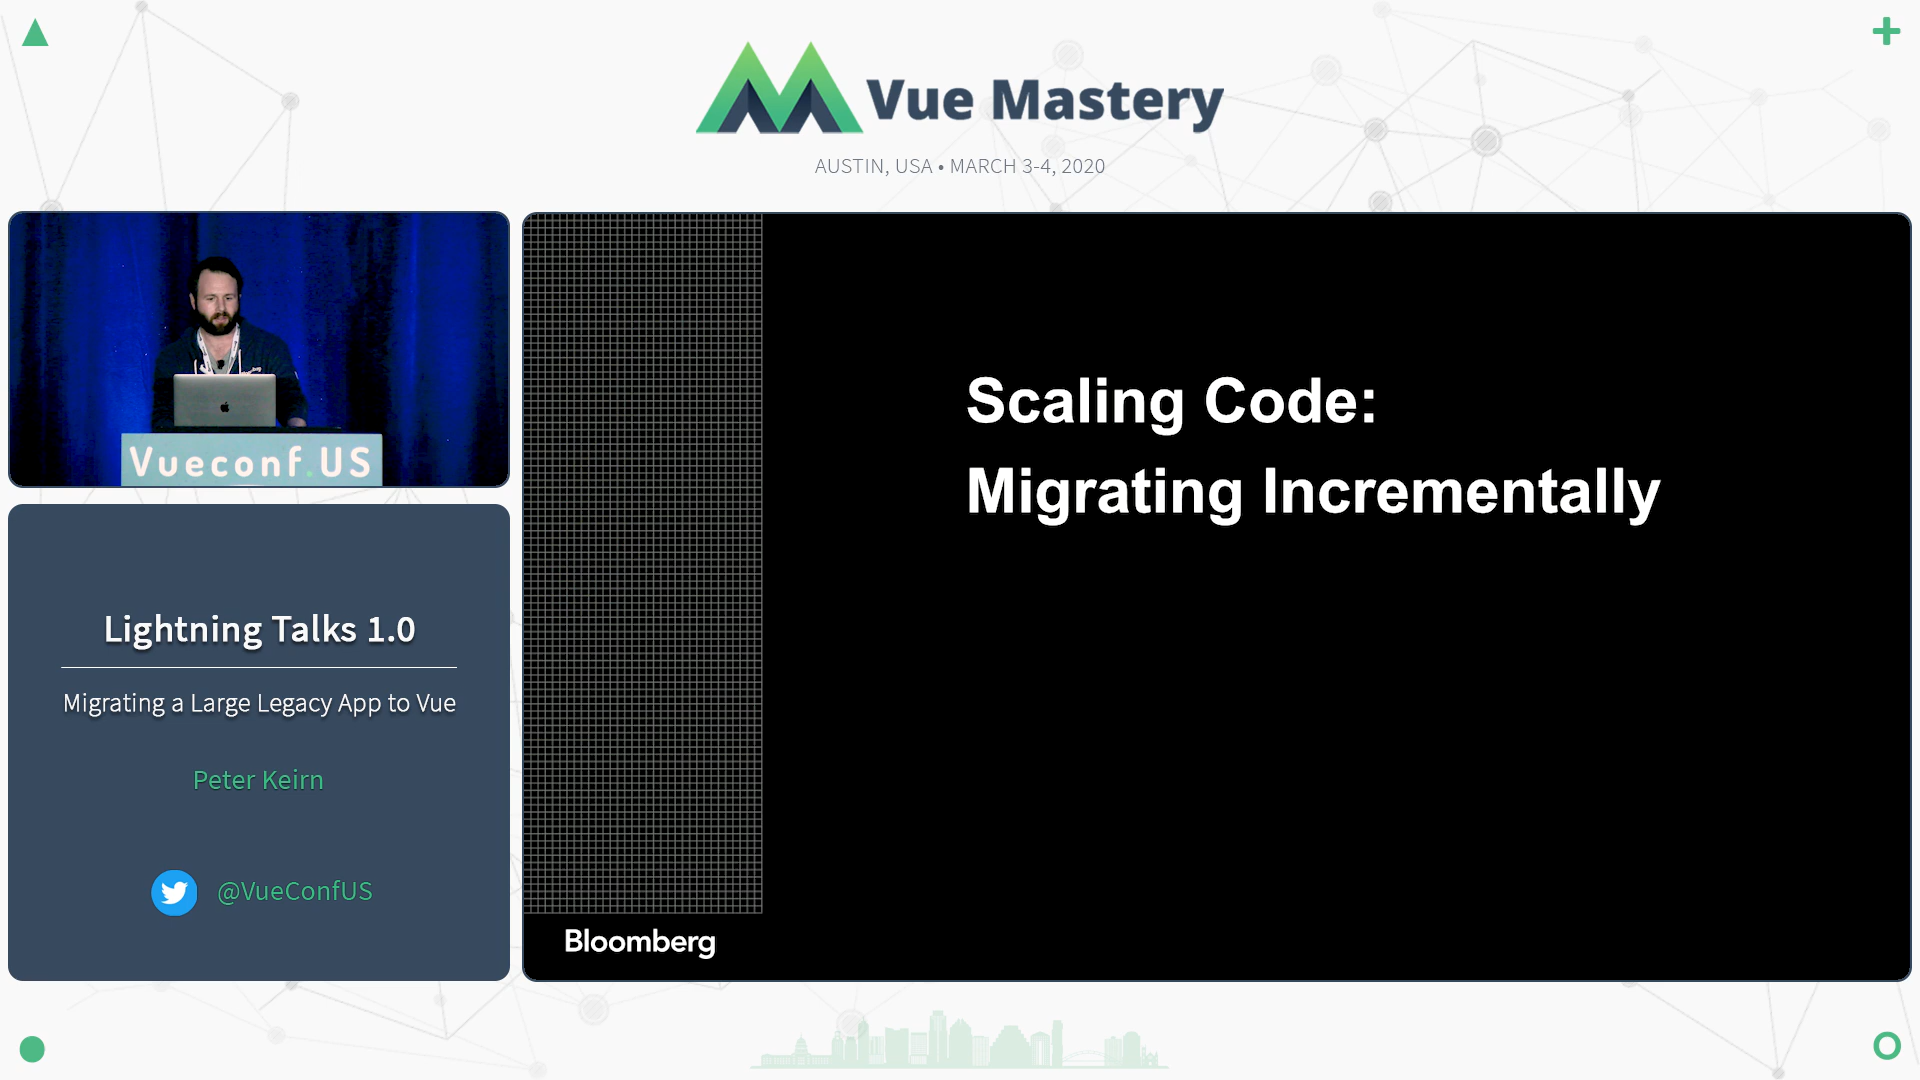 Vue Mastery
AUSTIN, USA • MARCH 3-4, 2020
Vueconf.US
Lightning Talks 1.0
Migrating a Large Legacy App to Vue
Peter Keirn
@VueConfUS
Scaling Code:
Migrating Incrementally
Bloomberg